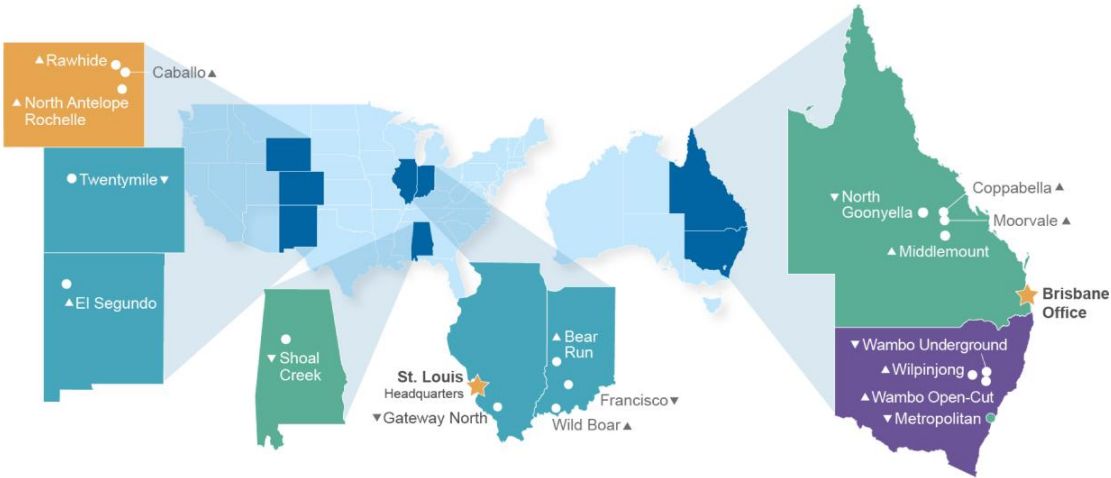 ▲Rawhide
Caballo▲
▲North Antelope
Rochelle
Twentymile▼
▲El Segundo
▼Shoal
Creek
St. Louis
Headquarters
▼Gateway North
▲Bear
Run
Francisco▼
Wild Boar▲
▼North
Goonyella
Coppabella▲
Moorvale▲
▲Middlemount
Brisbane
Office
▼Wambo Underground
▲Wilpinjong
▲Wambo Open-Cut
▼Metropolitan